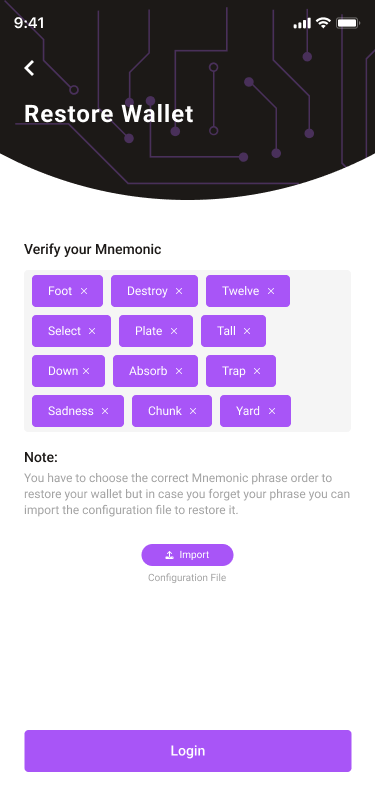 9:41
Restore Wallet
Verify your Mnemonic
Foot × Destroy × Twelve ×
Select × Plate × Tall ×
Down × Absorb × Trap ×
Sadness × Chunk × Yard ×
Note:
You have to choose the correct Mnemonic phrase order to
restore your wallet but in case you forget your phrase you can
import the configuration file to restore it.
Import
Configuration File
Login